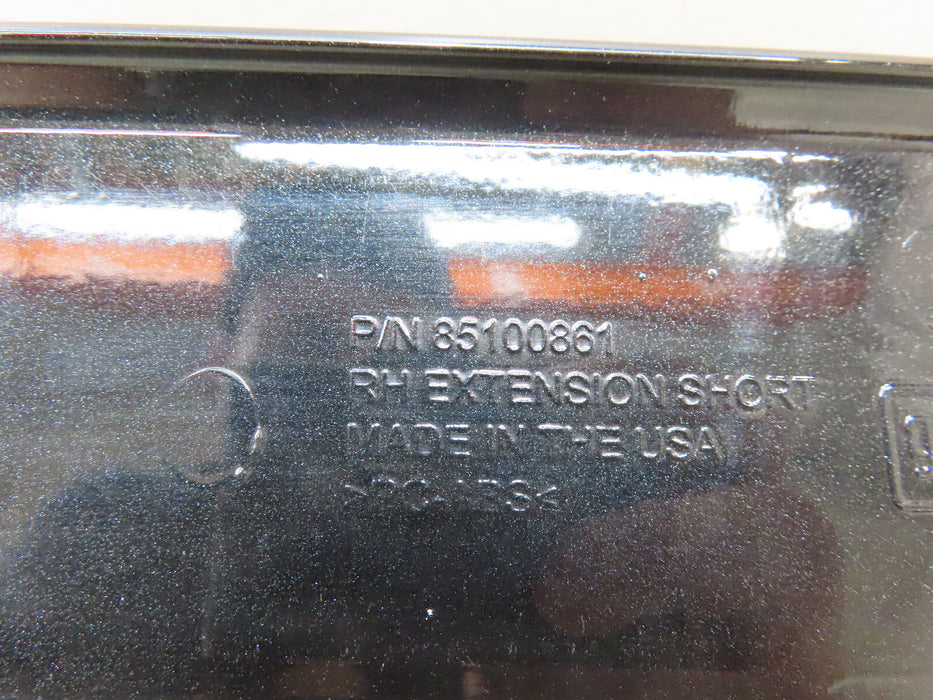 P/N 85100861
RH EXTENSION SHORT
MADE IN THE USA
>PC-ABS<